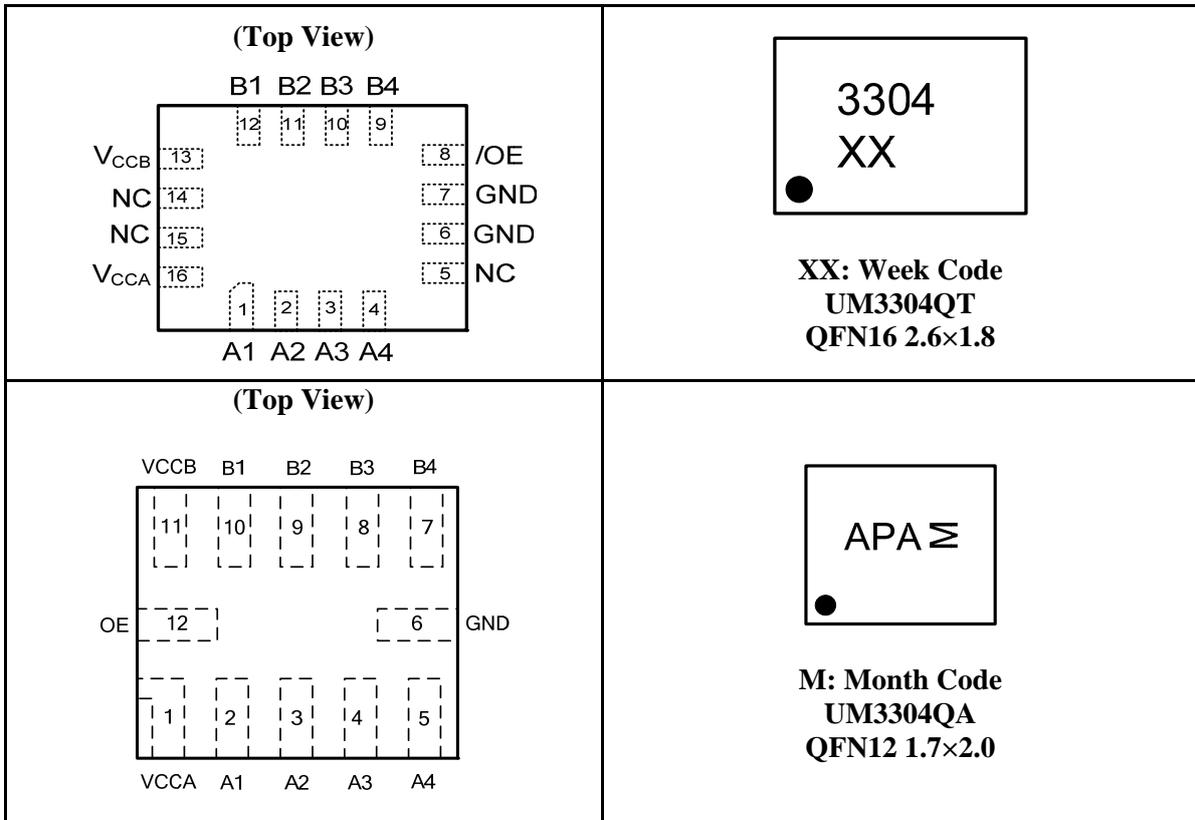 (Top View)
B1 B2 B3 B4
12 11 10 9
VCCB 13 8 /OE
NC 14 7 GND
NC 15 6 GND
VCCA 16 5 NC
1 2 3 4
A1 A2 A3 A4
3304
XX
XX: Week Code
UM3304QT
QFN16 2.6×1.8
(Top View)
VCCB B1 B2 B3 B4
11 10 9 8 7
OE 12 6 GND
1 2 3 4 5
VCCA A1 A2 A3 A4
APA M
M: Month Code
UM3304QA
QFN12 1.7×2.0